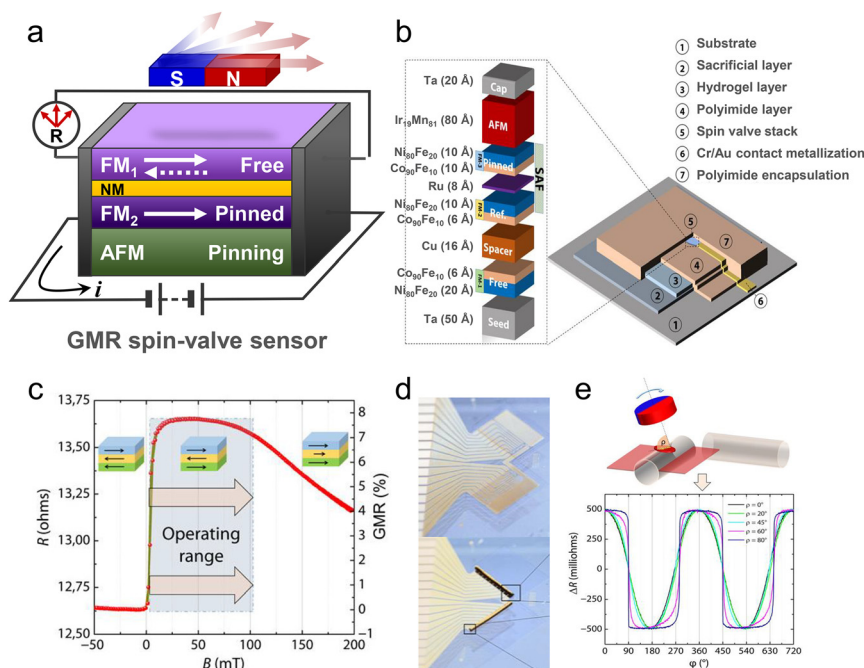 a
S N
R
FM1 Free
NM
FM2 Pinned
AFM Pinning
i
GMR spin-valve sensor
b
Ta (20 Å)
Cap
Ir19Mn81 (80 Å)
AFM
Ni80Fe20 (10 Å)
Co90Fe10 (10 Å)
FM-3
Pinned
SAF
Ru (8 Å)
Ni80Fe20 (10 Å)
Co90Fe10 (6 Å)
FM-2
Ref.
Cu (16 Å)
Spacer
Co90Fe10 (6 Å)
Ni80Fe20 (20 Å)
FM-1
Free
Ta (50 Å)
Seed
1 Substrate
2 Sacrificial layer
3 Hydrogel layer
4 Polyimide layer
5 Spin valve stack
6 Cr/Au contact metallization
7 Polyimide encapsulation
5
7
4
3
2
6
1
c
13,75
13,50
13,25
13,00
12,75
12,50
R (ohms)
8
7
6
5
4
3
2
1
0
−1
GMR (%)
Operating
range
−50 0 50 100 150 200
B (mT)
d
e
ρ
500
250
0
−250
−500
ΔR (milliohms)
ρ = 0°
ρ = 20°
ρ = 45°
ρ = 60°
ρ = 80°
0 90 180 270 360 450 540 630 720
φ (°)